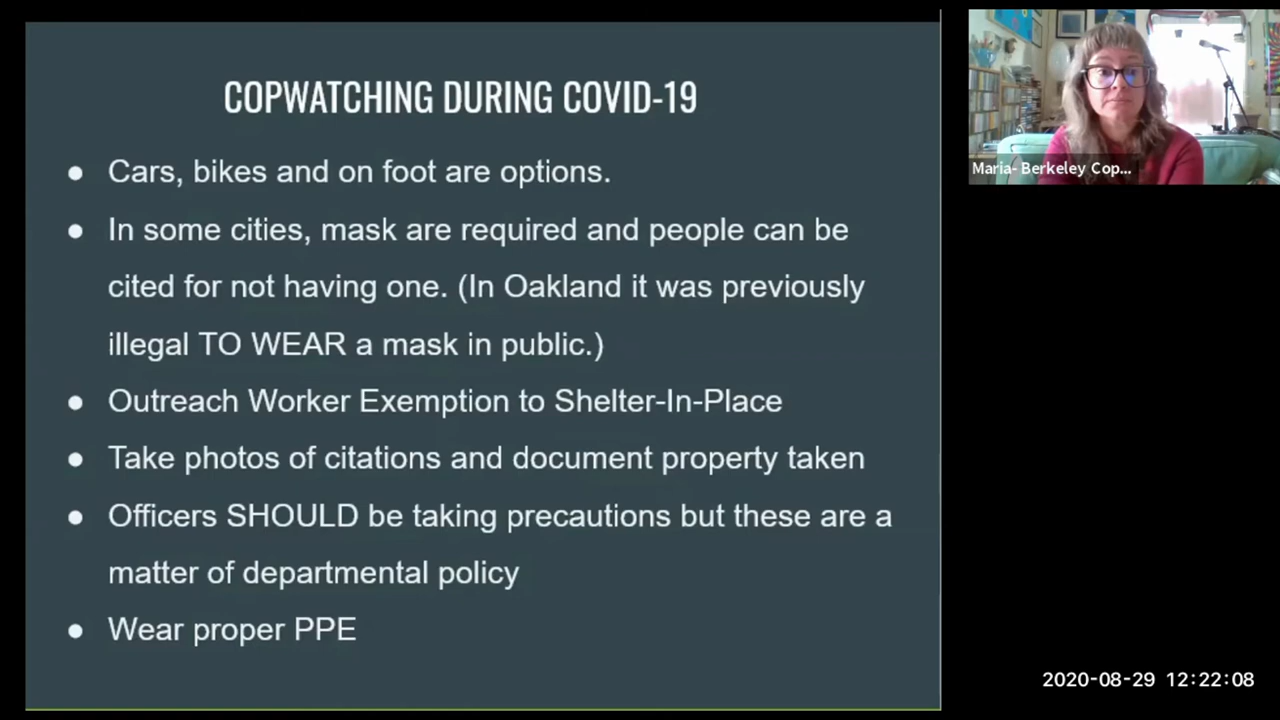 COPWATCHING DURING COVID-19
● Cars, bikes and on foot are options.
● In some cities, mask are required and people can be
cited for not having one. (In Oakland it was previously
illegal TO WEAR a mask in public.)
● Outreach Worker Exemption to Shelter-In-Place
● Take photos of citations and document property taken
● Officers SHOULD be taking precautions but these are a
matter of departmental policy
● Wear proper PPE
Maria- Berkeley Cop...
2020-08-29 12:22:08